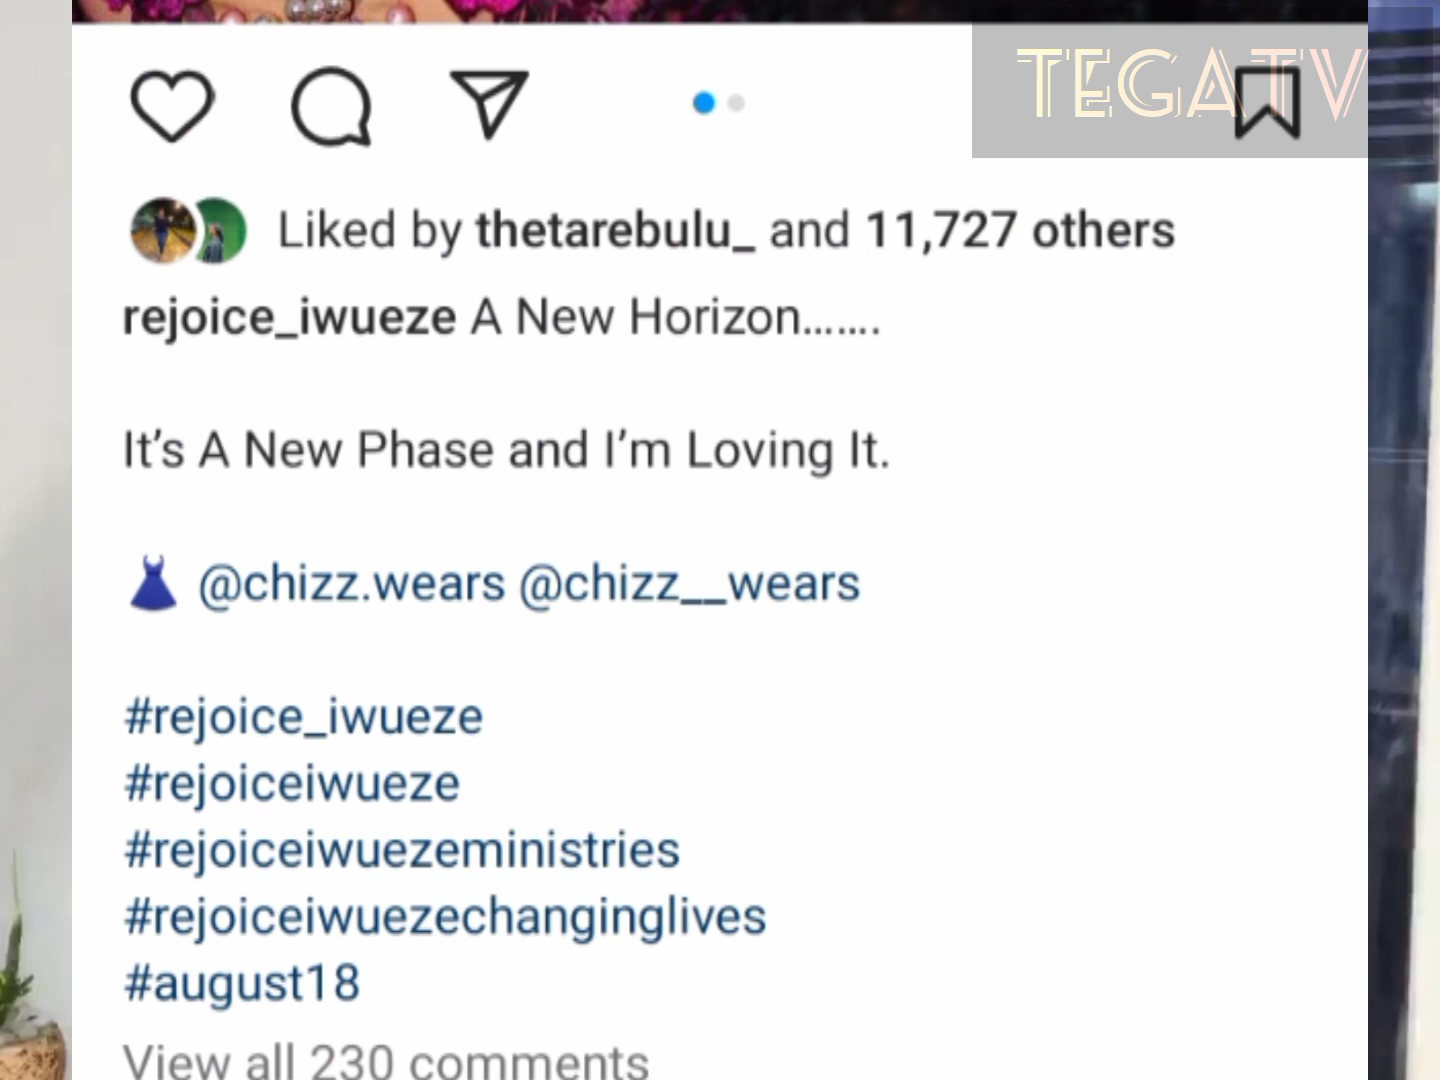 TEGATV
Liked by thetarebulu_ and 11,727 others
rejoice_iwueze A New Horizon.......
It's A New Phase and I'm Loving It.
@chizz.wears @chizz__wears
#rejoice_iwueze
#rejoiceiwueze
#rejoiceiwuezeministries
#rejoiceiwuezechanginglives
#august18
View all 230 comments